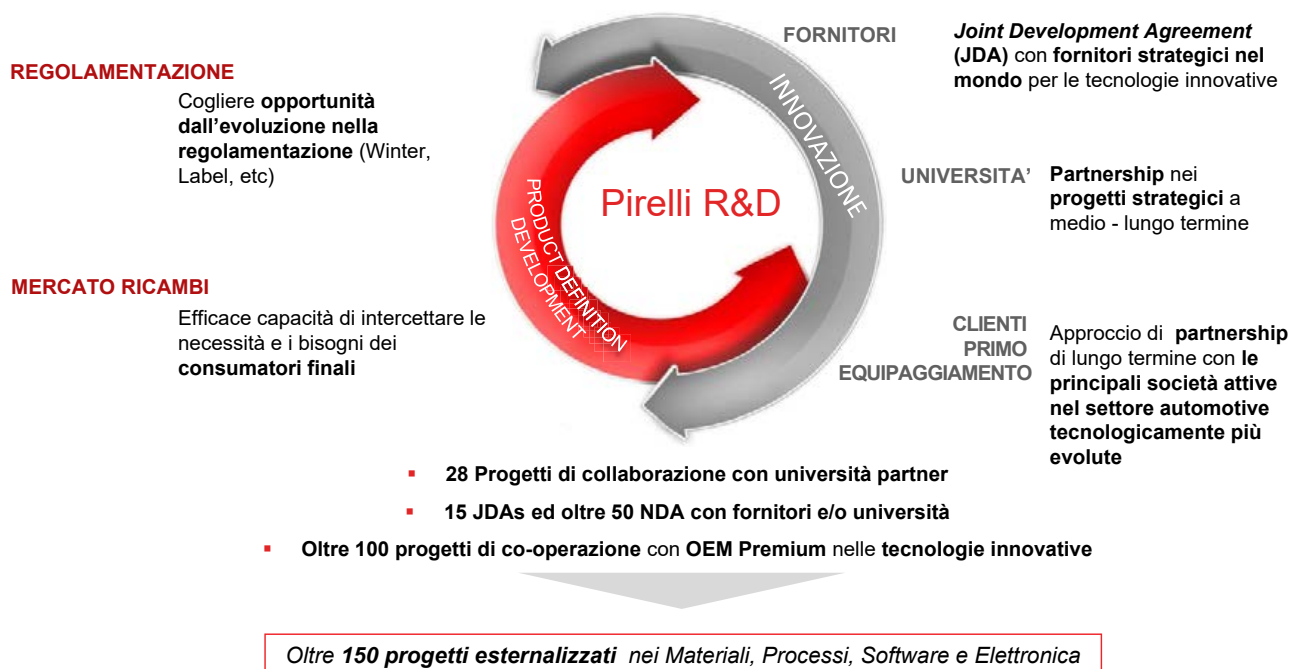 REGOLAMENTAZIONE
Cogliere opportunità
dall'evoluzione nella
regolamentazione (Winter,
Label, etc)
MERCATO RICAMBI
Efficace capacità di intercettare le
necessità e i bisogni dei
consumatori finali
INNOVAZIONE
PRODUCT DEFINITION
DEVELOPMENT
Pirelli R&D
FORNITORI
Joint Development Agreement
(JDA) con fornitori strategici nel
mondo per le tecnologie innovative
UNIVERSITA'
Partnership nei
progetti strategici a
medio - lungo termine
CLIENTI
PRIMO
EQUIPAGGIAMENTO
Approccio di partnership
di lungo termine con le
principali società attive
nel settore automotive
tecnologicamente più
evolute
▪ 28 Progetti di collaborazione con università partner
▪ 15 JDAs ed oltre 50 NDA con fornitori e/o università
▪ Oltre 100 progetti di co-operazione con OEM Premium nelle tecnologie innovative
Oltre 150 progetti esternalizzati nei Materiali, Processi, Software e Elettronica